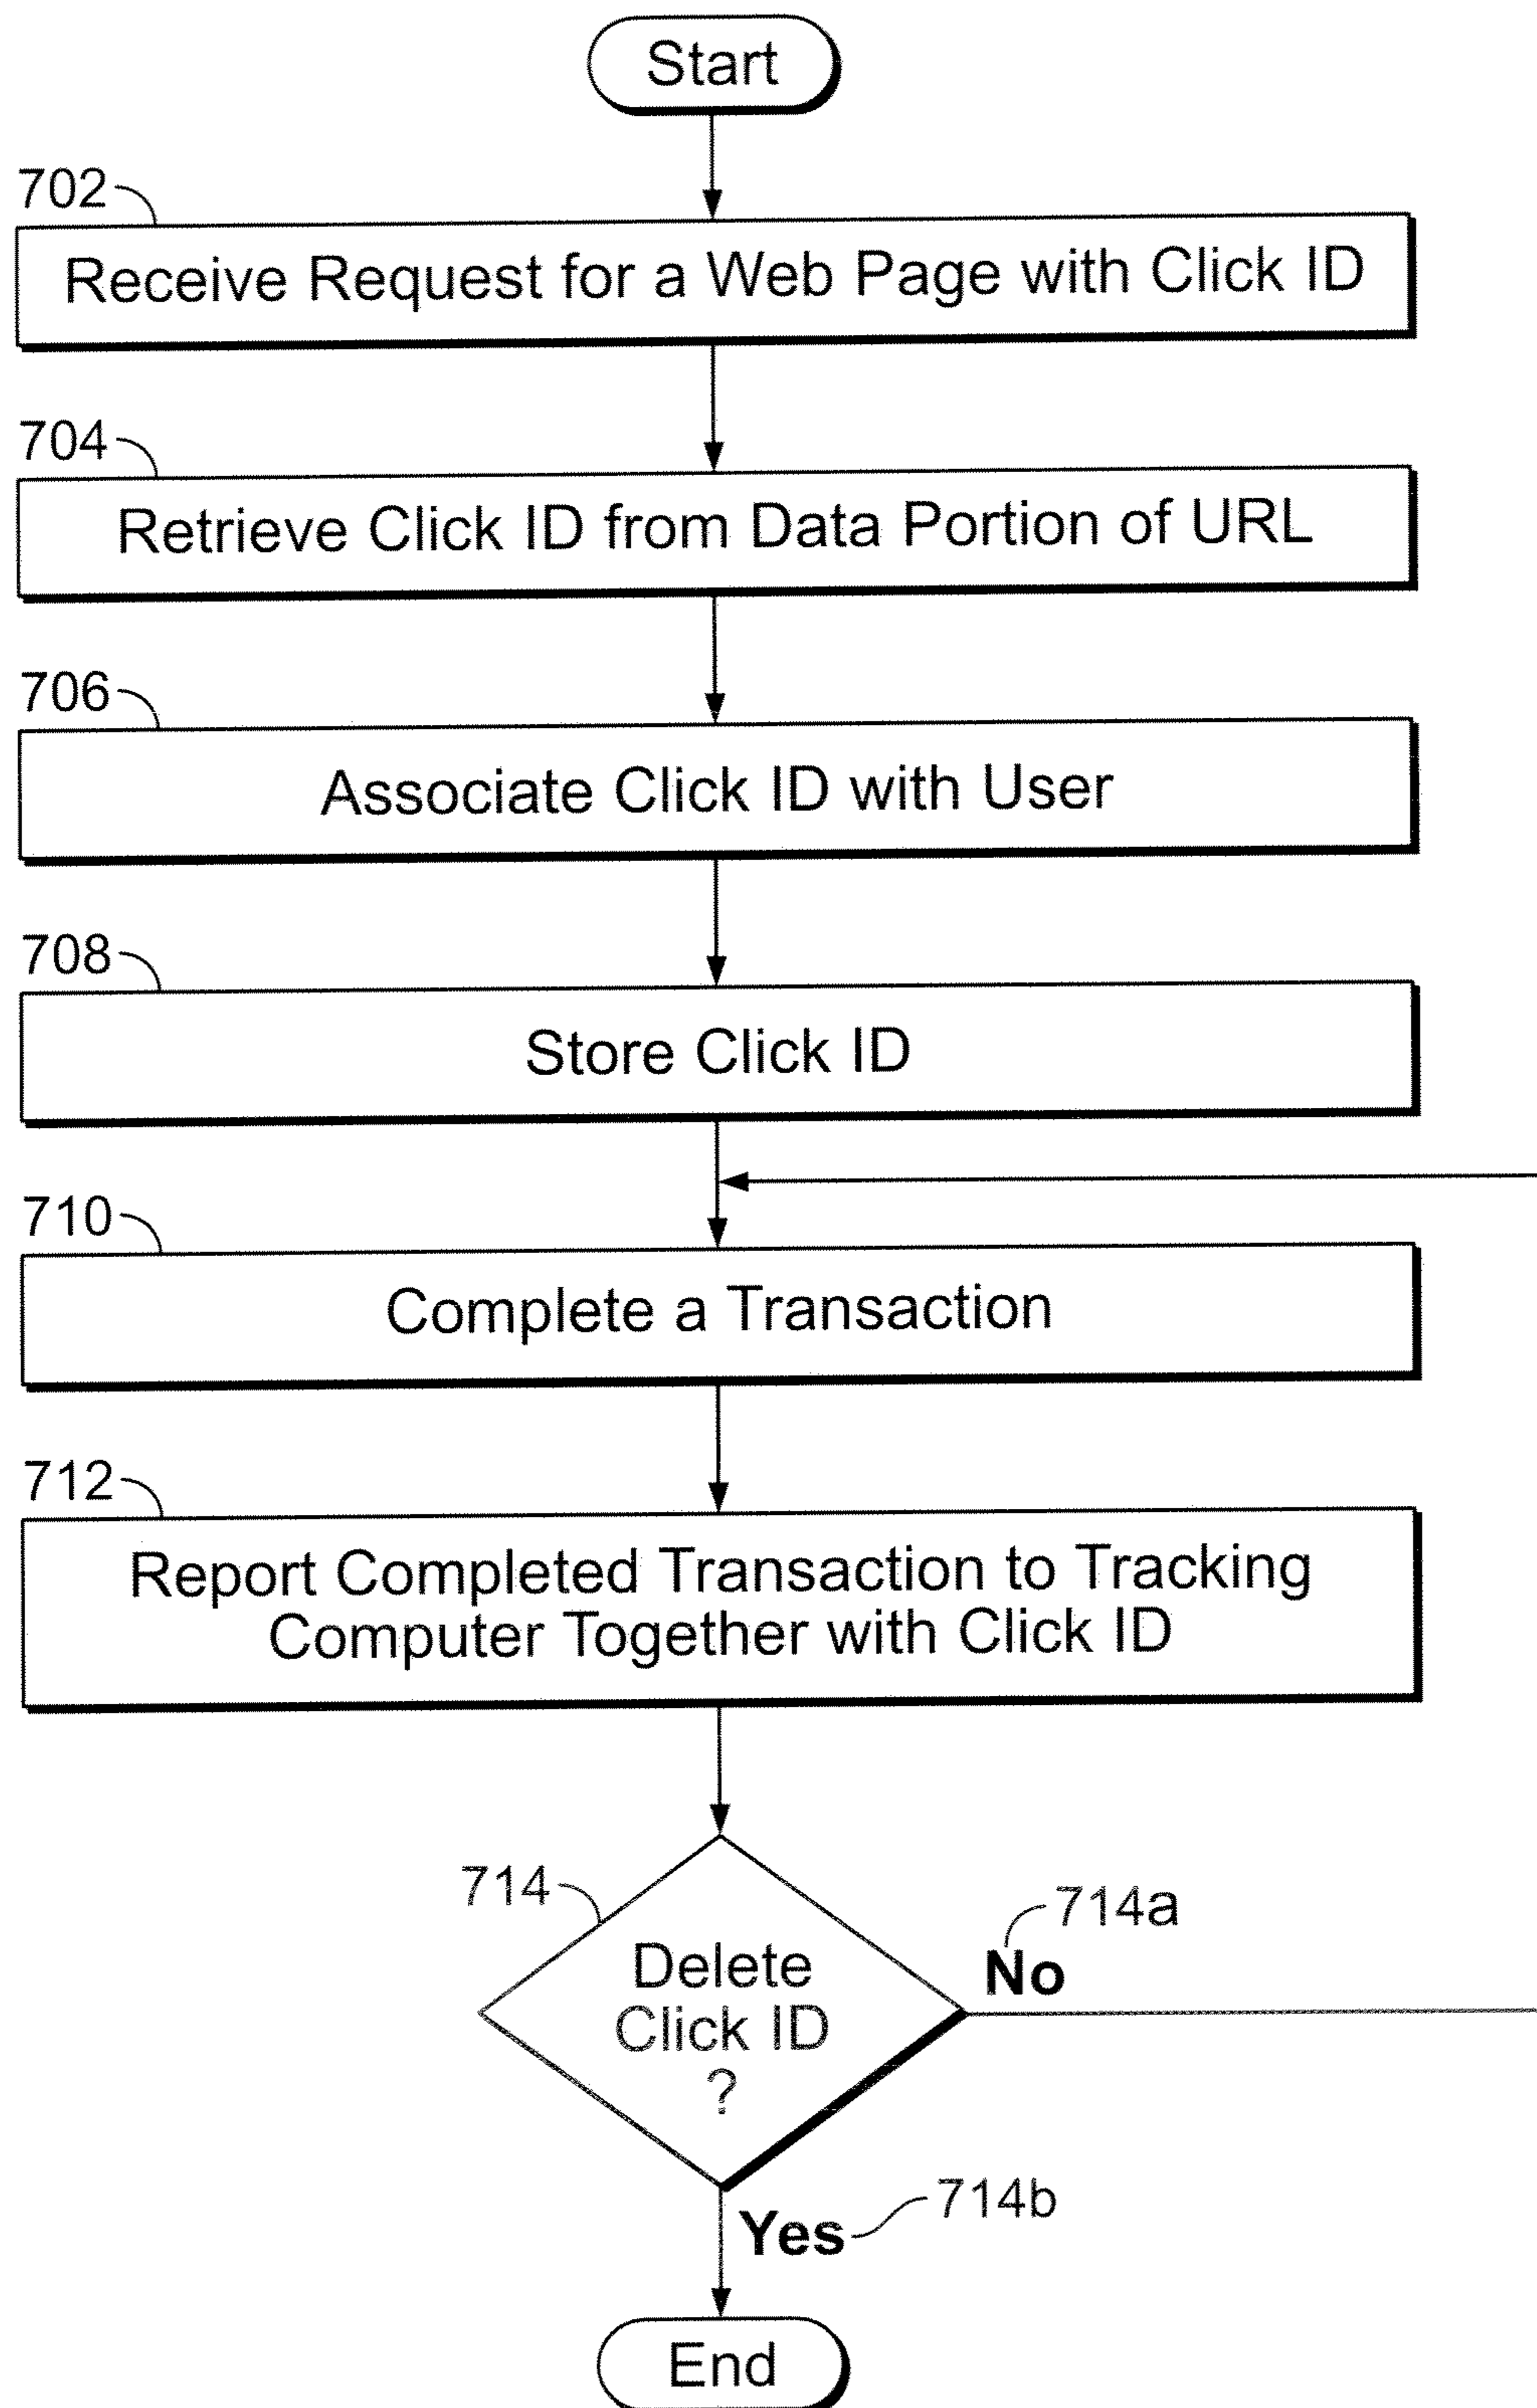 Start
702
Receive Request for a Web Page with Click ID
704
Retrieve Click ID from Data Portion of URL
706
Associate Click ID with User
708
Store Click ID
710
Complete a Transaction
712
Report Completed Transaction to Tracking
Computer Together with Click ID
714
714a
Delete
Click ID
?
No
714b
Yes
End